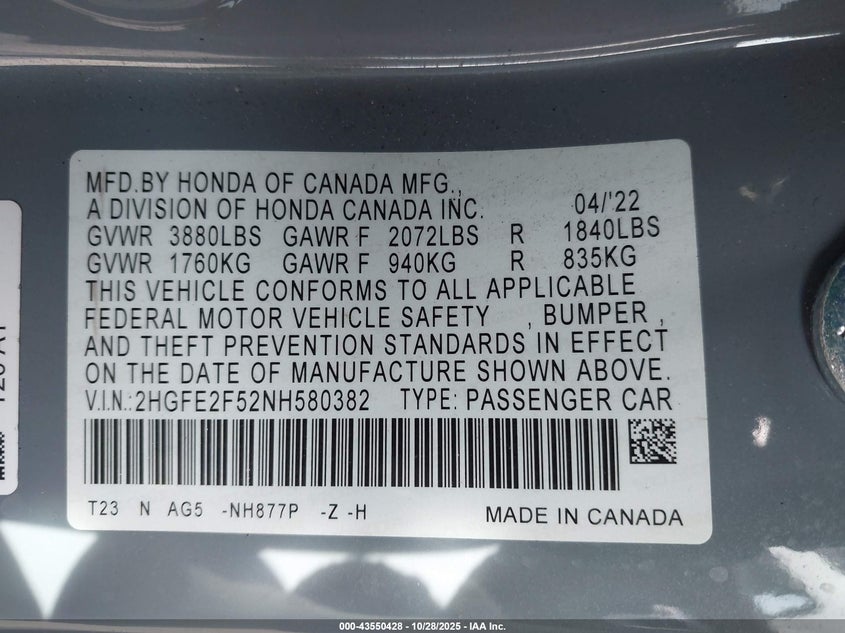 MFD.BY HONDA OF CANADA MFG.,
A DIVISION OF HONDA CANADA INC. 04/'22
GVWR 3880LBS GAWR F 2072LBS R 1840LBS
GVWR 1760KG GAWR F 940KG R 835KG
THIS VEHICLE CONFORMS TO ALL APPLICABLE
FEDERAL MOTOR VEHICLE SAFETY , BUMPER ,
AND THEFT PREVENTION STANDARDS IN EFFECT
ON THE DATE OF MANUFACTURE SHOWN ABOVE.
V.I.N.:2HGFE2F52NH580382 TYPE: PASSENGER CAR
T23 N AG5 -NH877P -Z -H MADE IN CANADA
000-43550428 - 10/28/2025 - IAA Inc.